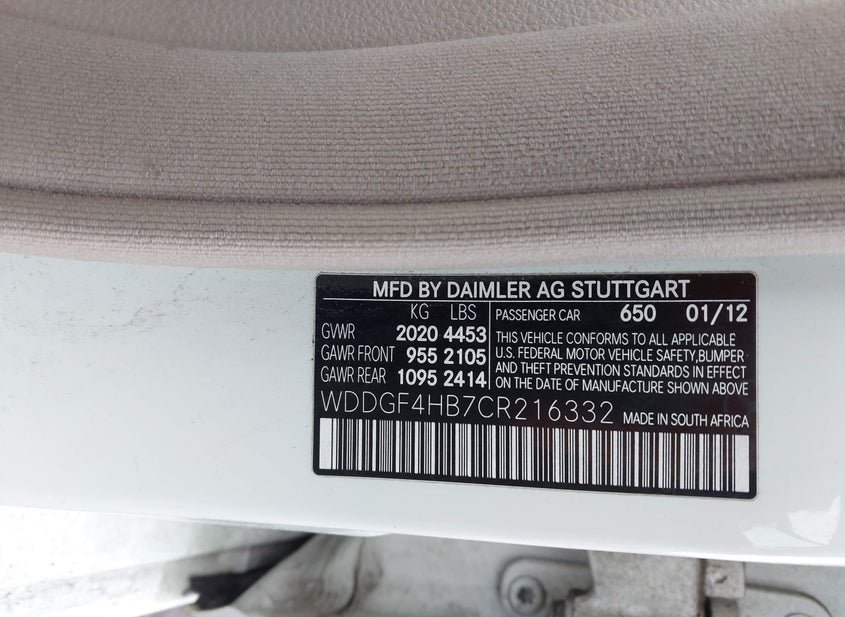 MFD BY DAIMLER AG STUTTGART
KG LBS
GVWR 2020 4453
GAWR FRONT 955 2105
GAWR REAR 1095 2414
PASSENGER CAR 650 01/12
THIS VEHICLE CONFORMS TO ALL APPLICABLE
U.S. FEDERAL MOTOR VEHICLE SAFETY,BUMPER
AND THEFT PREVENTION STANDARDS IN EFFECT
ON THE DATE OF MANUFACTURE SHOWN ABOVE
WDDGF4HB7CR216332 MADE IN SOUTH AFRICA